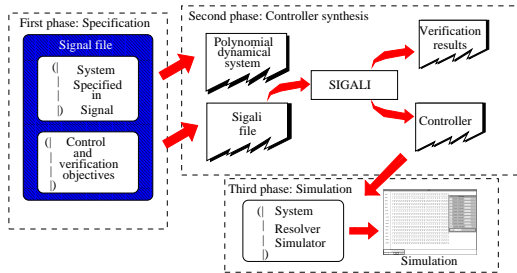 First phase: Specification
Signal file
(| System
| Specified
| in
|) Signal
(| Control
| and
| verification
| objectives
|)
Second phase: Controller synthesis
Polynomial
dynamical
system
Sigali
file
SIGALI
Verification
results
Controller
Third phase: Simulation
(| System
| Resolver
| Simulator
|)
Simulation